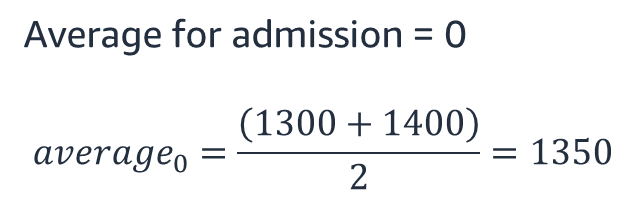 Average for admission = 0
average₀ = (1300 + 1400) / 2 = 1350